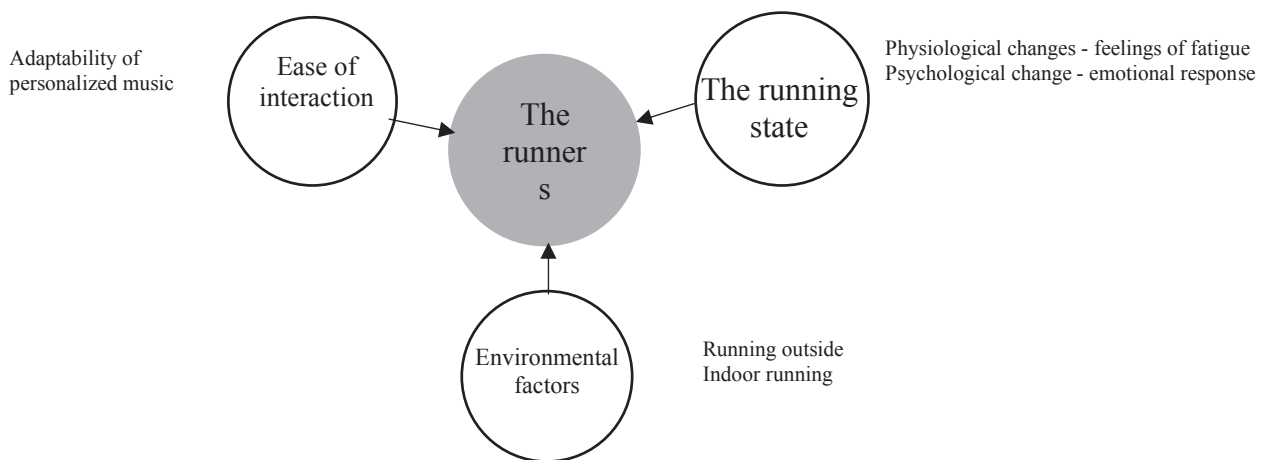 Adaptability of
personalized music
Ease of
interaction
The
runner
s
The running
state
Physiological changes - feelings of fatigue
Psychological change - emotional response
Environmental
factors
Running outside
Indoor running